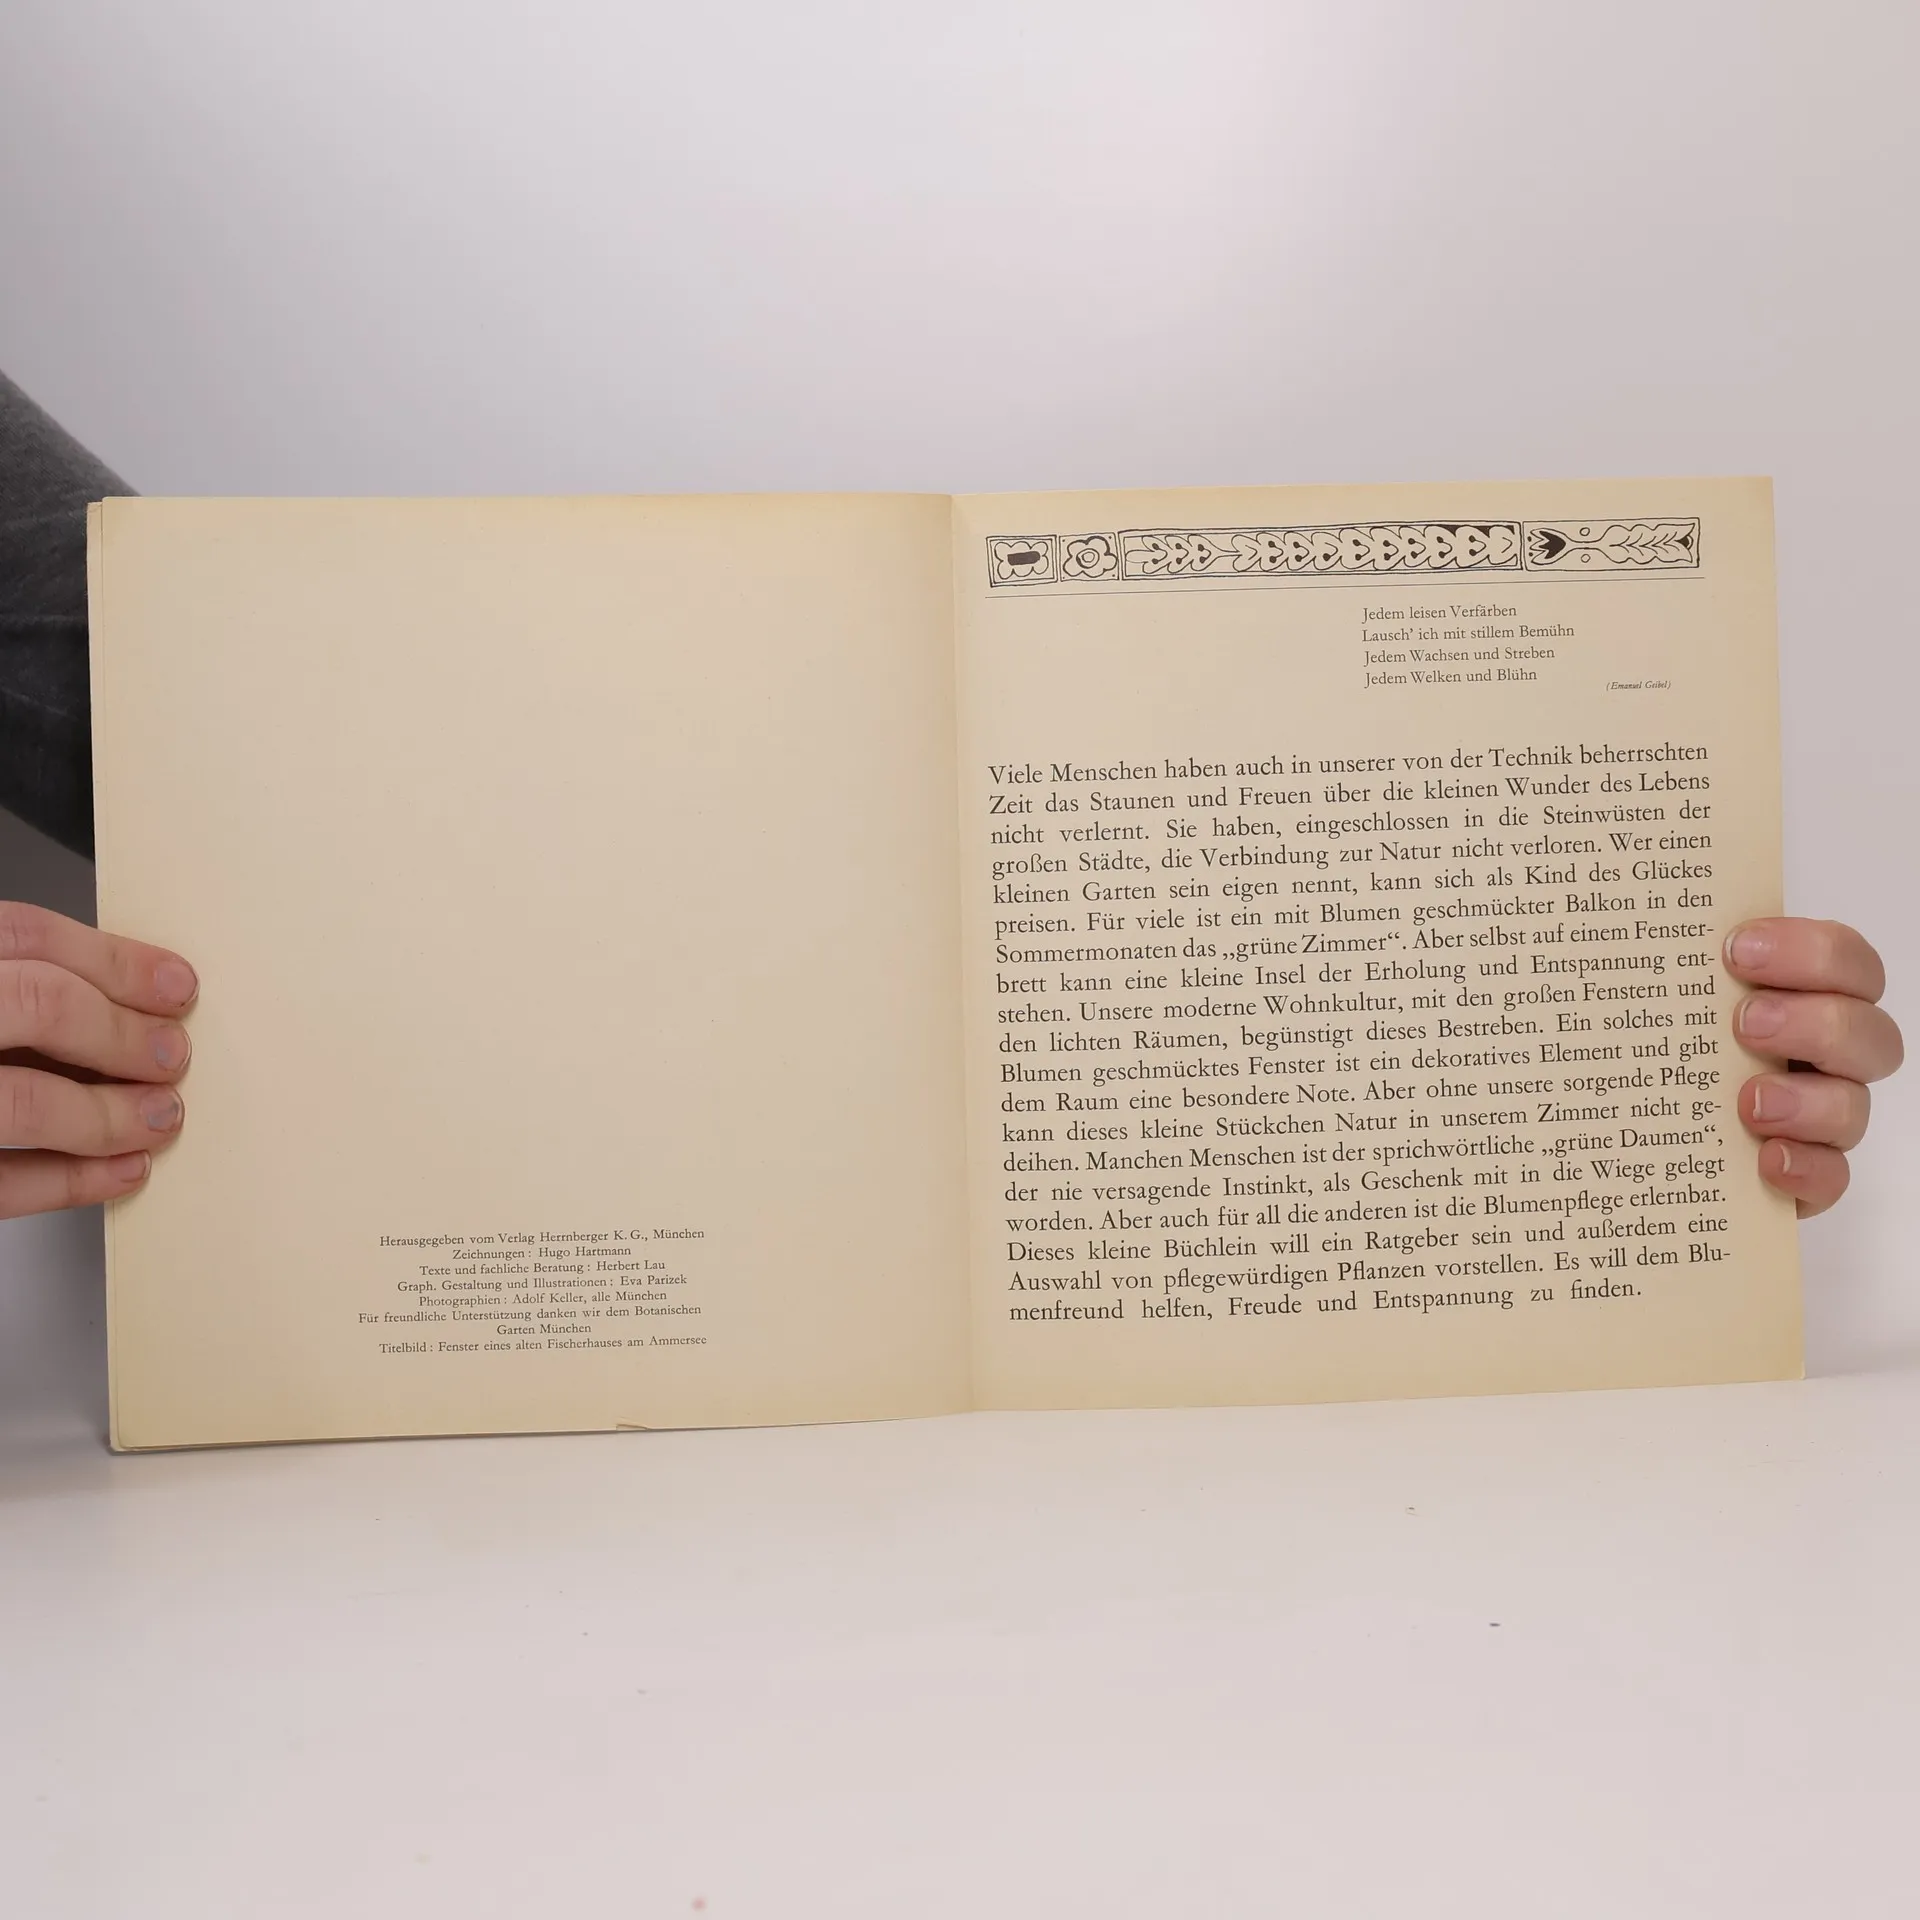 Herausgegeben vom Verlag Herrnberger K. G., München
Zeichnungen : Hugo Hartmann
Texte und fachliche Beratung : Herbert Lau
Graph. Gestaltung und Illustrationen : Eva Parizek
Photographien : Adolf Keller, alle München
Für freundliche Unterstützung danken wir dem Botanischen
Garten München
Titelbild : Fenster eines alten Fischerhauses am Ammersee
Jedem leisen Verfärben
Lausch’ ich mit stillem Bemühn
Jedem Wachsen und Streben
Jedem Welken und Blühn
(Emanuel Geibel)
Viele Menschen haben auch in unserer von der Technik beherrschten
Zeit das Staunen und Freuen über die kleinen Wunder des Lebens
nicht verlernt. Sie haben, eingeschlossen in die Steinwüsten der
großen Städte, die Verbindung zur Natur nicht verloren. Wer einen
kleinen Garten sein eigen nennt, kann sich als Kind des Glückes
preisen. Für viele ist ein mit Blumen geschmückter Balkon in den
Sommermonaten das „grüne Zimmer“. Aber selbst auf einem Fenster-
brett kann eine kleine Insel der Erholung und Entspannung ent-
stehen. Unsere moderne Wohnkultur, mit den großen Fenstern und
den lichten Räumen, begünstigt dieses Bestreben. Ein solches mit
Blumen geschmücktes Fenster ist ein dekoratives Element und gibt
dem Raum eine besondere Note. Aber ohne unsere sorgende Pflege
kann dieses kleine Stückchen Natur in unserem Zimmer nicht ge-
deihen. Manchen Menschen ist der sprichwörtliche „grüne Daumen“,
der nie versagende Instinkt, als Geschenk mit in die Wiege gelegt
worden. Aber auch für all die anderen ist die Blumenpflege erlernbar.
Dieses kleine Büchlein will ein Ratgeber sein und außerdem eine
Auswahl von pflegewürdigen Pflanzen vorstellen. Es will dem Blu-
menfreund helfen, Freude und Entspannung zu finden.